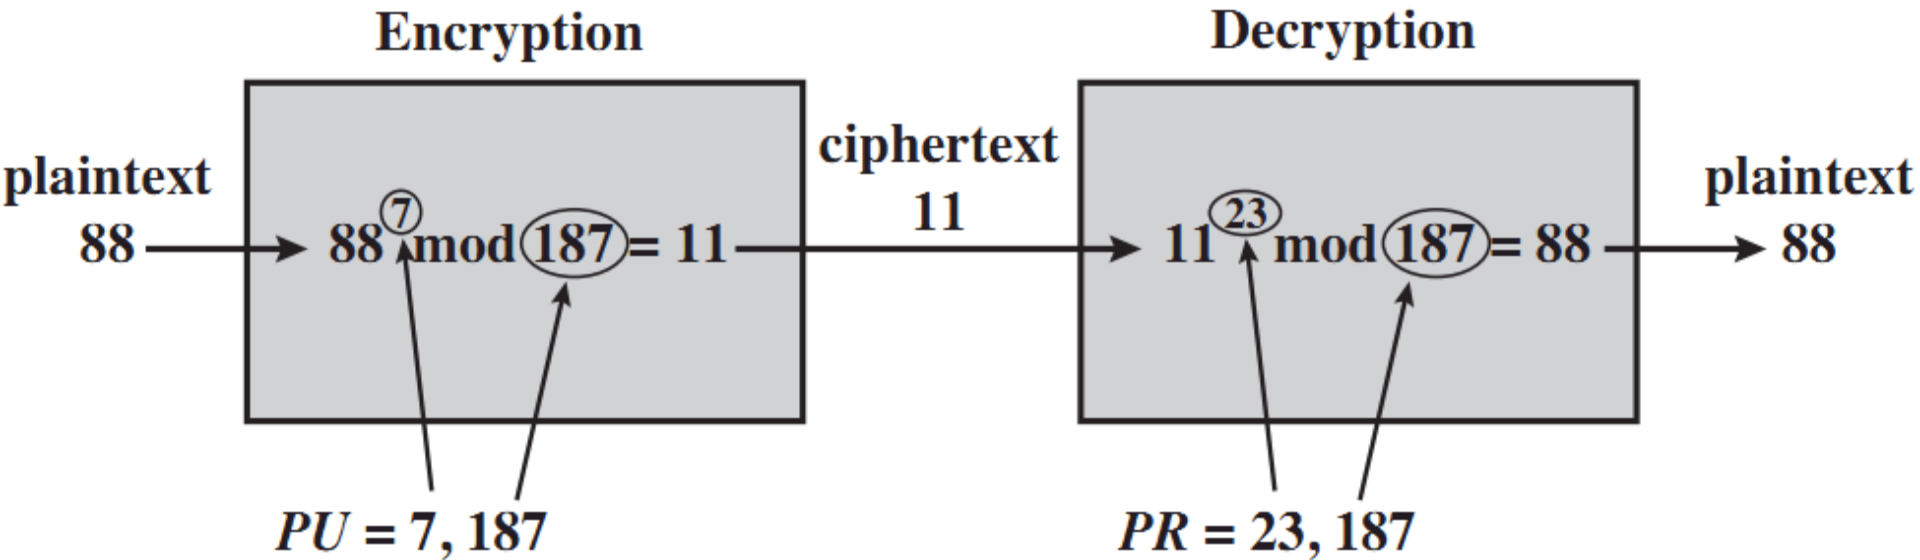 Encryption
Decryption
plaintext
88
88^7 mod 187 = 11
ciphertext
11
11^23 mod 187 = 88
plaintext
88
PU = 7, 187
PR = 23, 187